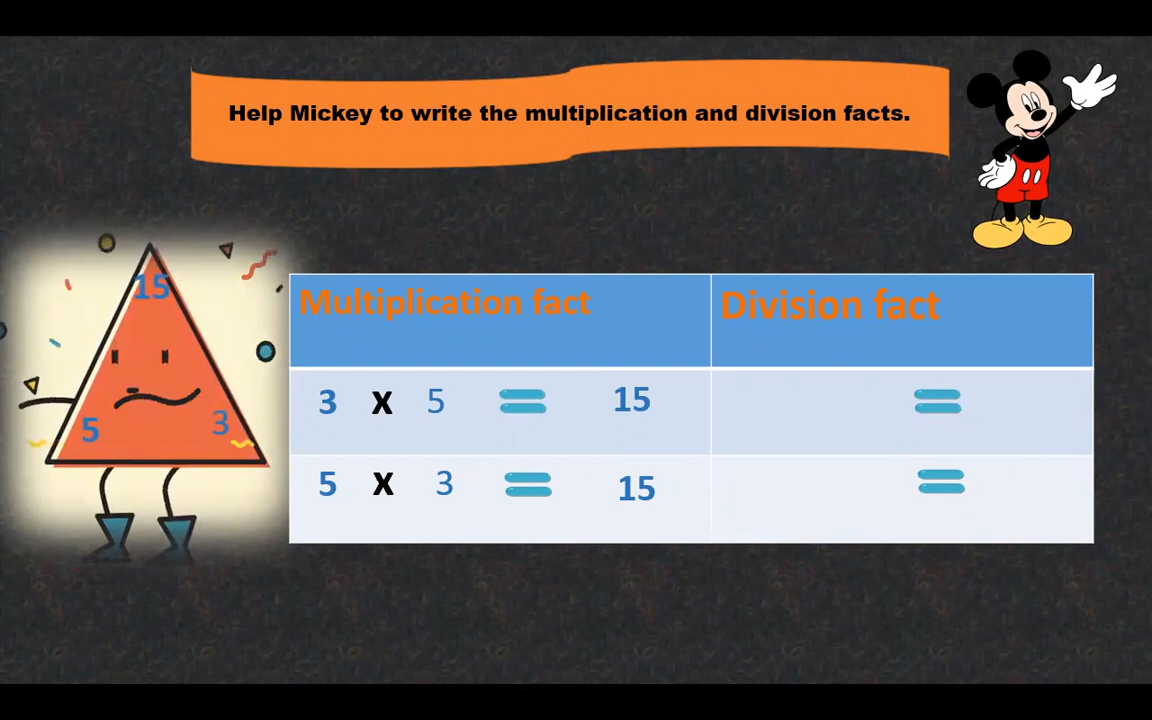 Help Mickey to write the multiplication and division facts.
15
5 3
Multiplication fact Division fact
3 x 5 = 15 =
5 x 3 = 15 =